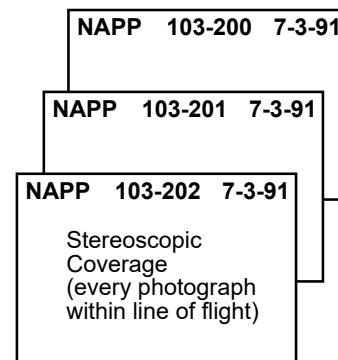 NAPP 103-200 7-3-91
NAPP 103-201 7-3-91
NAPP 103-202 7-3-91
Stereoscopic
Coverage
(every photograph
within line of flight)